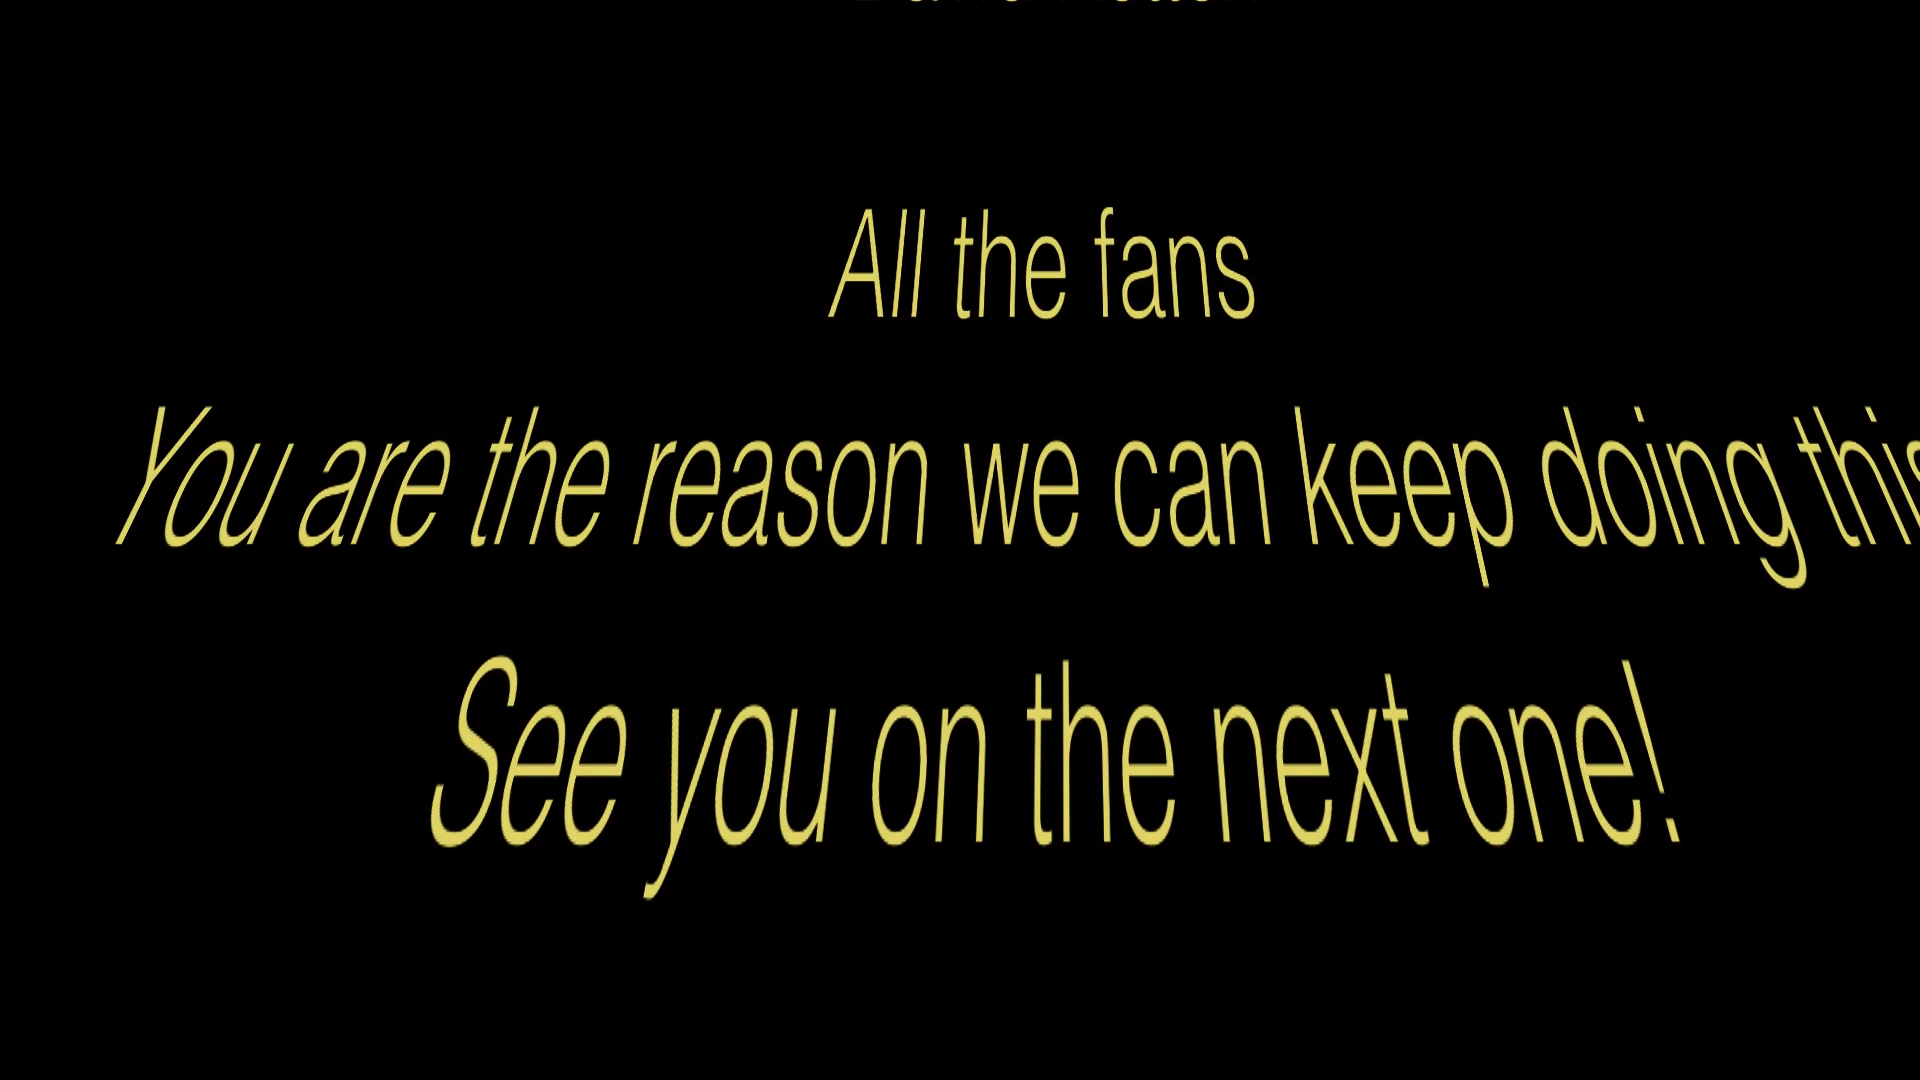 All the fans
You are the reason we can keep doing this
See you on the next one!